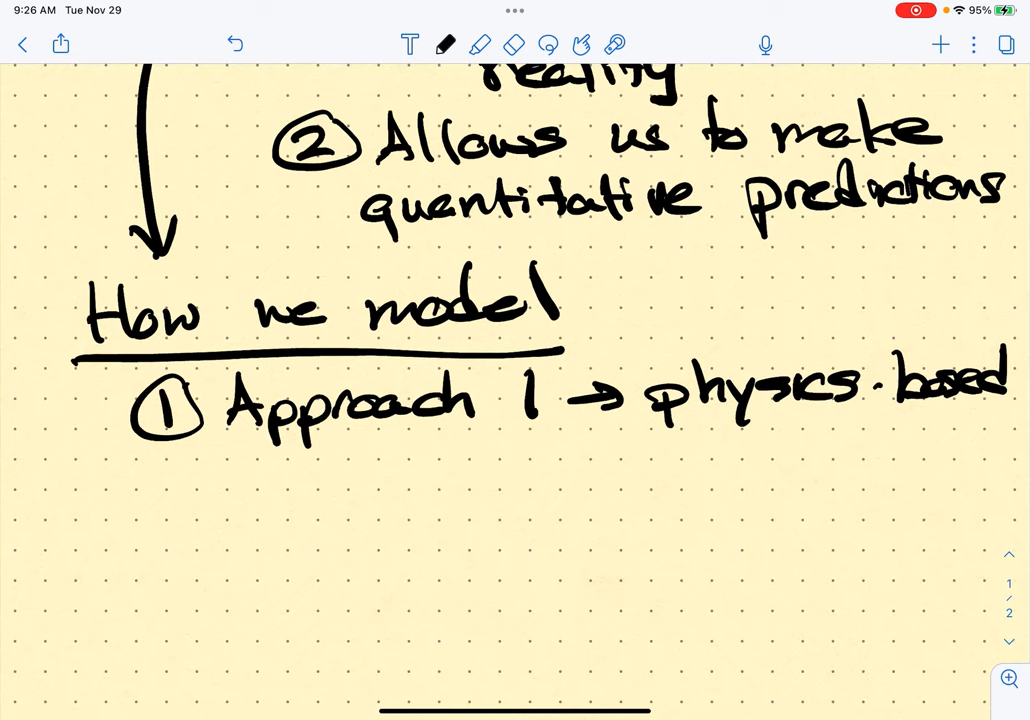 9:26 AM Tue Nov 29
95%
T
reality
② Allows us to make
quantitative predictions
How we model
① Approach 1 → physics-based
1
/
2